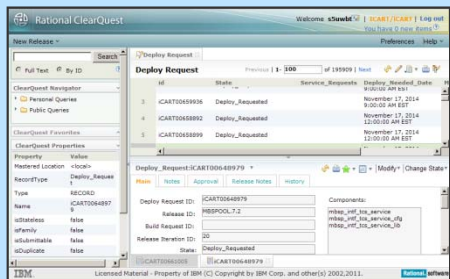 Rational ClearQuest
Welcome s5uwbt | ICART/ICART | Log out
You have 0 new items
New Release
Preferences Help
Search
Full Text By ID
ClearQuest Navigator
Personal Queries
Public Queries
ClearQuest Favorites
ClearQuest Properties
Property Value
Mastered Location <local>
RecordType Deploy_Request
Type RECORD
Name iCART00648979
isStateless false
isFamily false
isSubmittable false
isDuplicate false
Deploy Request
Deploy Request
Previous | 1- 100 of 195909 | Next
id State Service_Requests Deploy_Needed_Date
9:00:00 AM EST
3 iCART00659936 Deploy_Requested November 17, 2014 9:00:00 AM EST
4 iCART00658892 Deploy_Requested November 17, 2014 12:00:00 AM EST
5 iCART00658899 Deploy_Requested November 17, 2014 12:00:00 AM EST
Deploy_Request:iCART00648979
Modify Change State
Main Notes Approval Release Notes History
Deploy Request ID: iCART00648979
Release ID: MBSPOOL.7.2
Build Request ID:
Release Iteration ID: 20
State: Deploy_Requested
Components:
mbsp_intf_tcs_service
mbsp_intf_tcs_service_cfg
mbsp_intf_tcs_service_lib
iCART00648979
IBM Licensed Material - Property of IBM (C) Copyright by IBM Corp. and other(s) 2002,2011. Rational. software